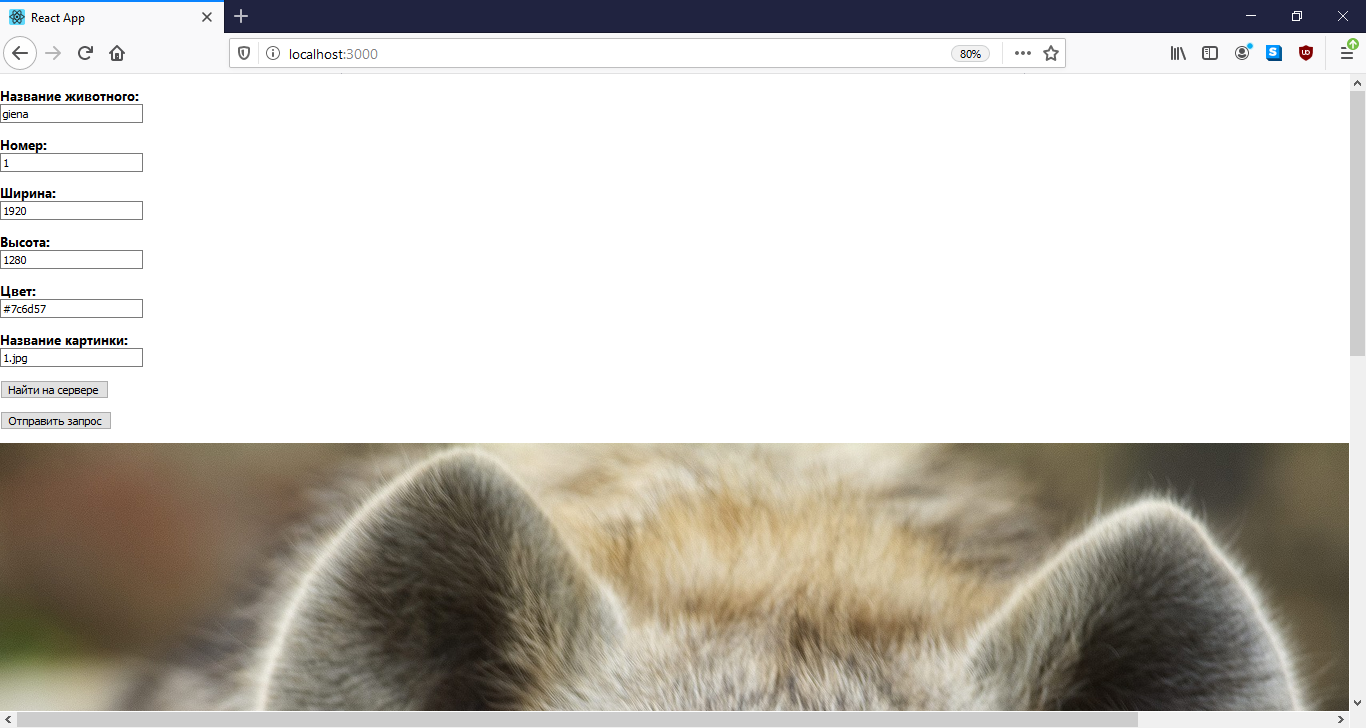 React App
localhost:3000
80%
Название животного:
giena
Номер:
1
Ширина:
1920
Высота:
1280
Цвет:
#7c6d57
Название картинки:
1.jpg
Найти на сервере
Отправить запрос